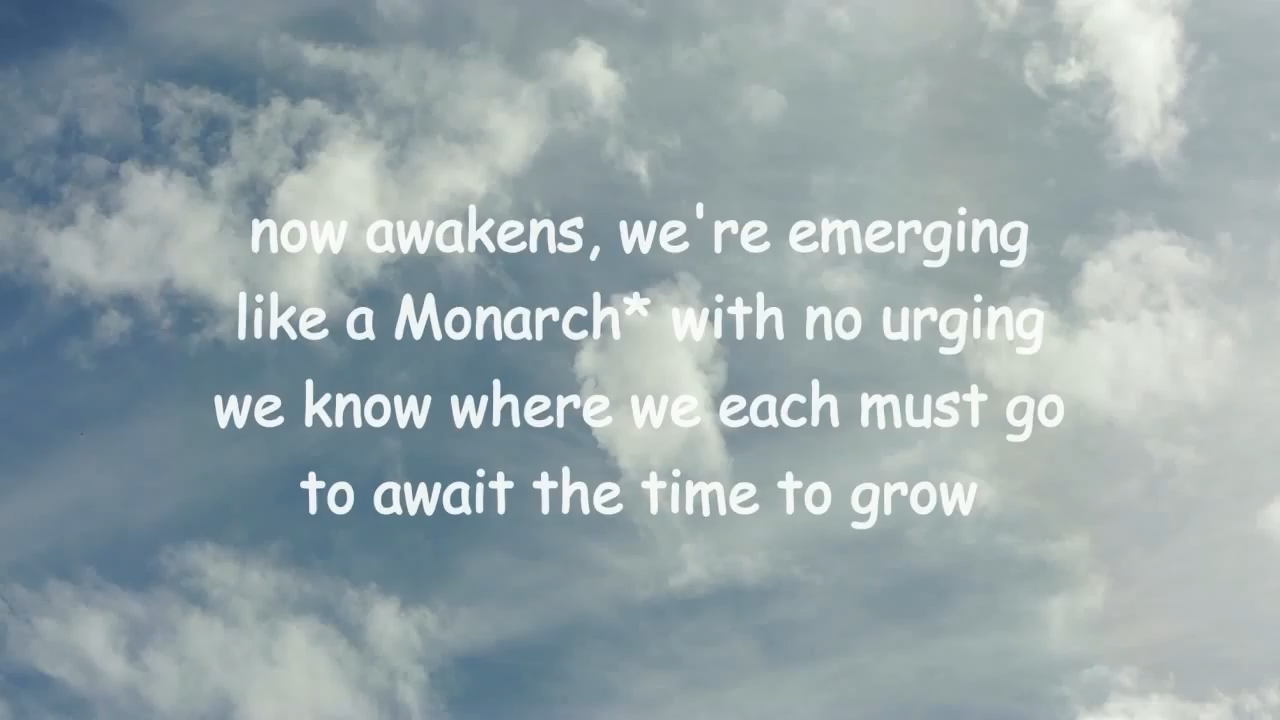 now awakens, we're emerging
like a Monarch* with no urging
we know where we each must go
to await the time to grow